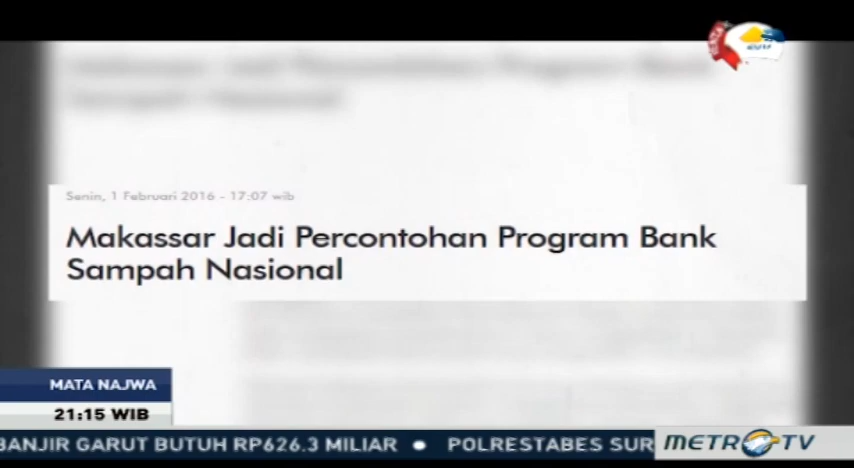 Senin, 1 Februari 2016 - 17:07 wib
Makassar Jadi Percontohan Program Bank
Sampah Nasional
MATA NAJWA
21:15 WIB
BANJIR GARUT BUTUH RP626.3 MILIAR ● POLRESTABES SUR
METRO TV